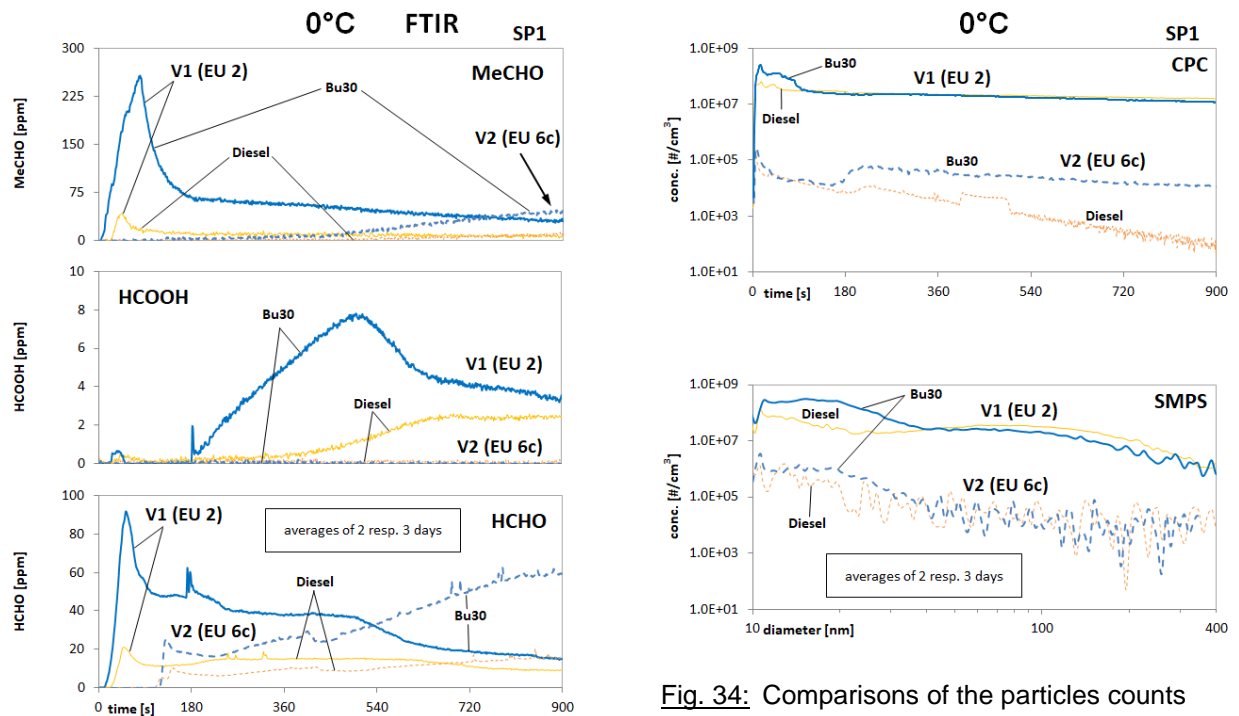 0°C FTIR
SP1
300
225
150
75
0
MeCHO [ppm]
V1 (EU 2)
Bu30
MeCHO
V2 (EU 6c)
Diesel
10
8
6
4
2
0
HCOOH [ppm]
HCOOH
Bu30
V1 (EU 2)
Diesel
V2 (EU 6c)
100
80
60
40
20
0
HCHO [ppm]
V1 (EU 2)
averages of 2 resp. 3 days
HCHO
Diesel
V2 (EU 6c)
Bu30
0 time [s] 180 360 540 720 900
0°C
SP1
1.0E+09
1.0E+07
1.0E+05
1.0E+03
1.0E+01
conc. [#/cm3]
CPC
Bu30
V1 (EU 2)
Diesel
Bu30
V2 (EU 6c)
Diesel
0 time [s] 180 360 540 720 900
1.0E+09
1.0E+07
1.0E+05
1.0E+03
1.0E+01
conc. [#/cm3]
Bu30
SMPS
Diesel
V1 (EU 2)
V2 (EU 6c)
Diesel
averages of 2 resp. 3 days
10 diameter [nm] 100 400
Fig. 34: Comparisons of the particles counts